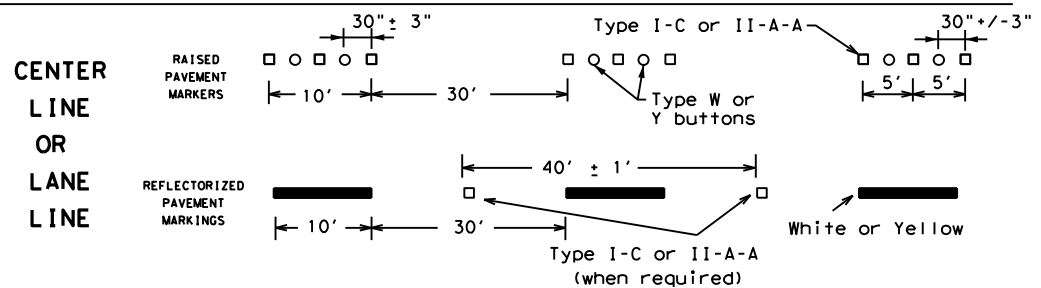 CENTER
LINE
OR
LANE
LINE
RAISED
PAVEMENT
MARKERS
30"± 3"
Type I-C or II-A-A
30"+/-3"
10'
30'
Type W or
Y buttons
5'
5'
REFLECTORIZED
PAVEMENT
MARKINGS
40' ± 1'
10'
30'
Type I-C or II-A-A
(when required)
White or Yellow